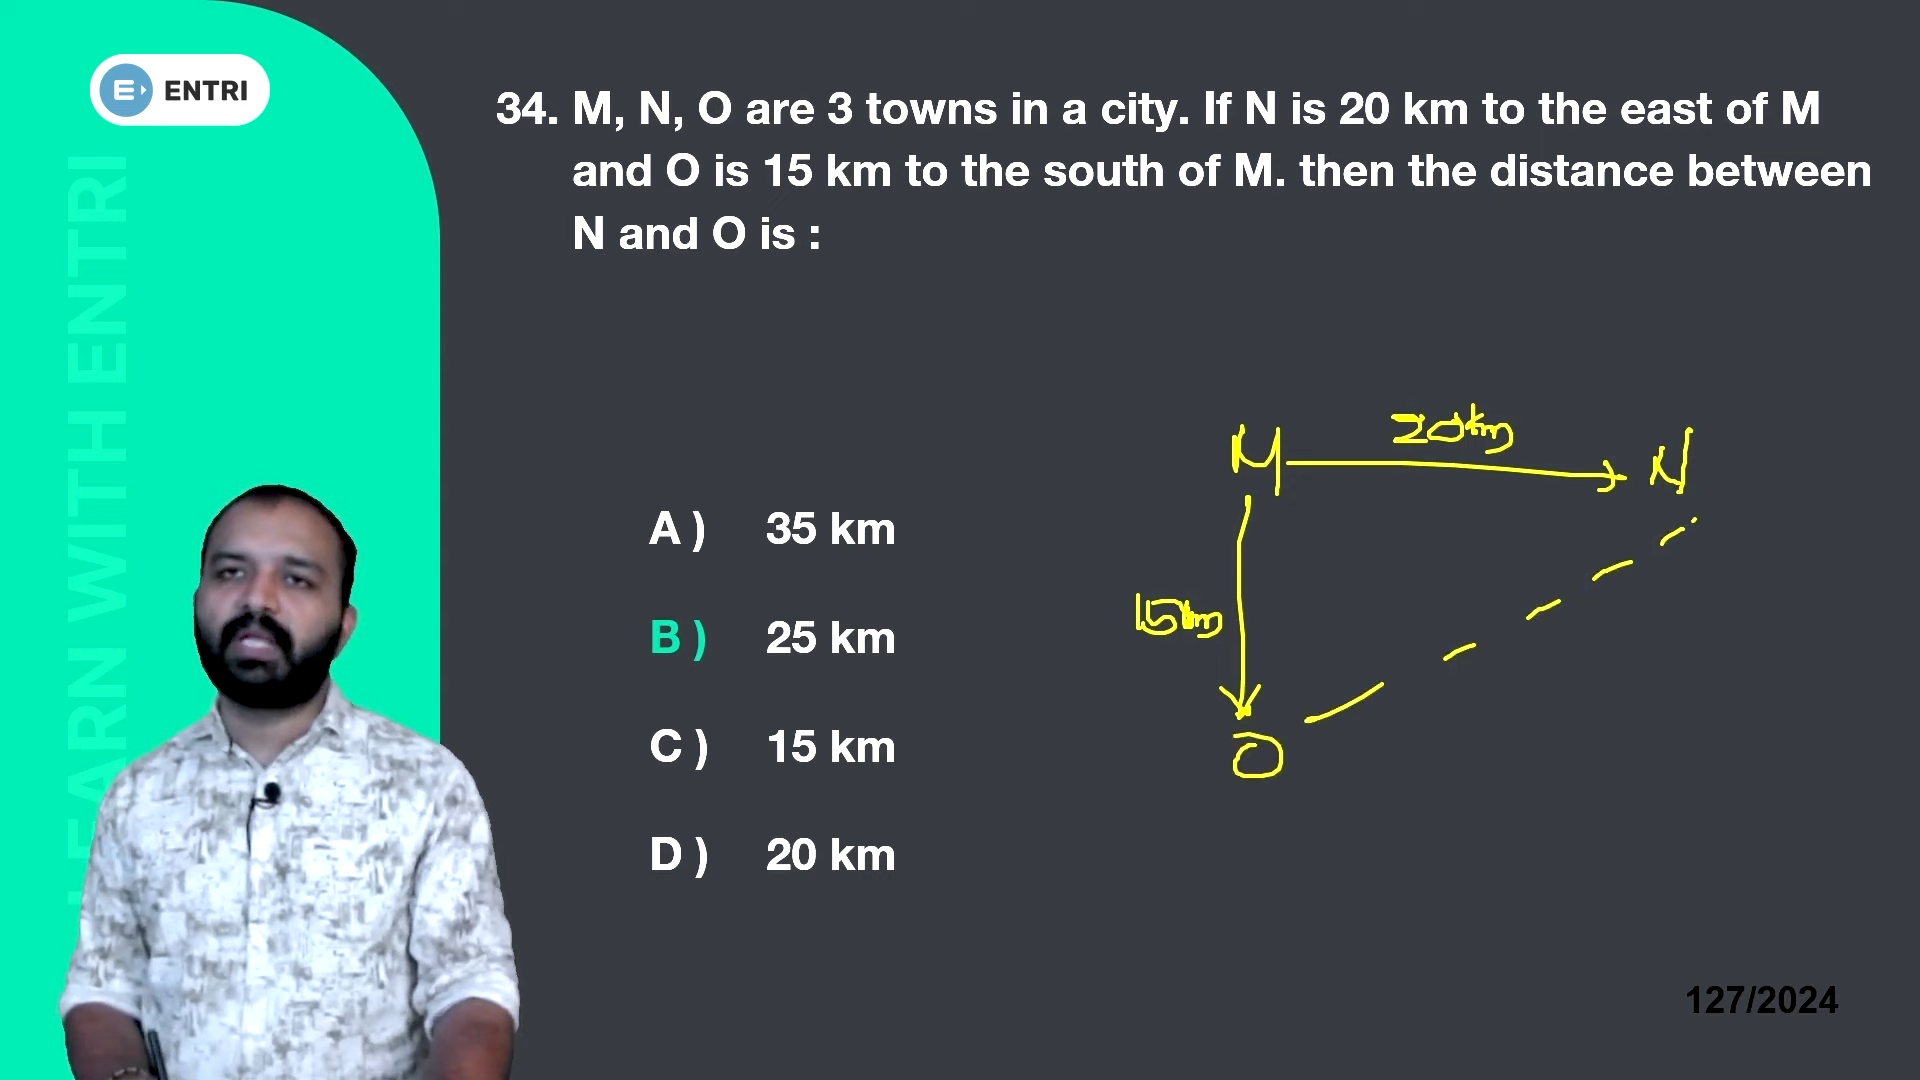 ENTRI
LEARN WITH ENTRI
34. M, N, O are 3 towns in a city. If N is 20 km to the east of M
and O is 15 km to the south of M. then the distance between
N and O is :
A ) 35 km
B ) 25 km
C ) 15 km
D ) 20 km
20km
M N
15km
O
127/2024